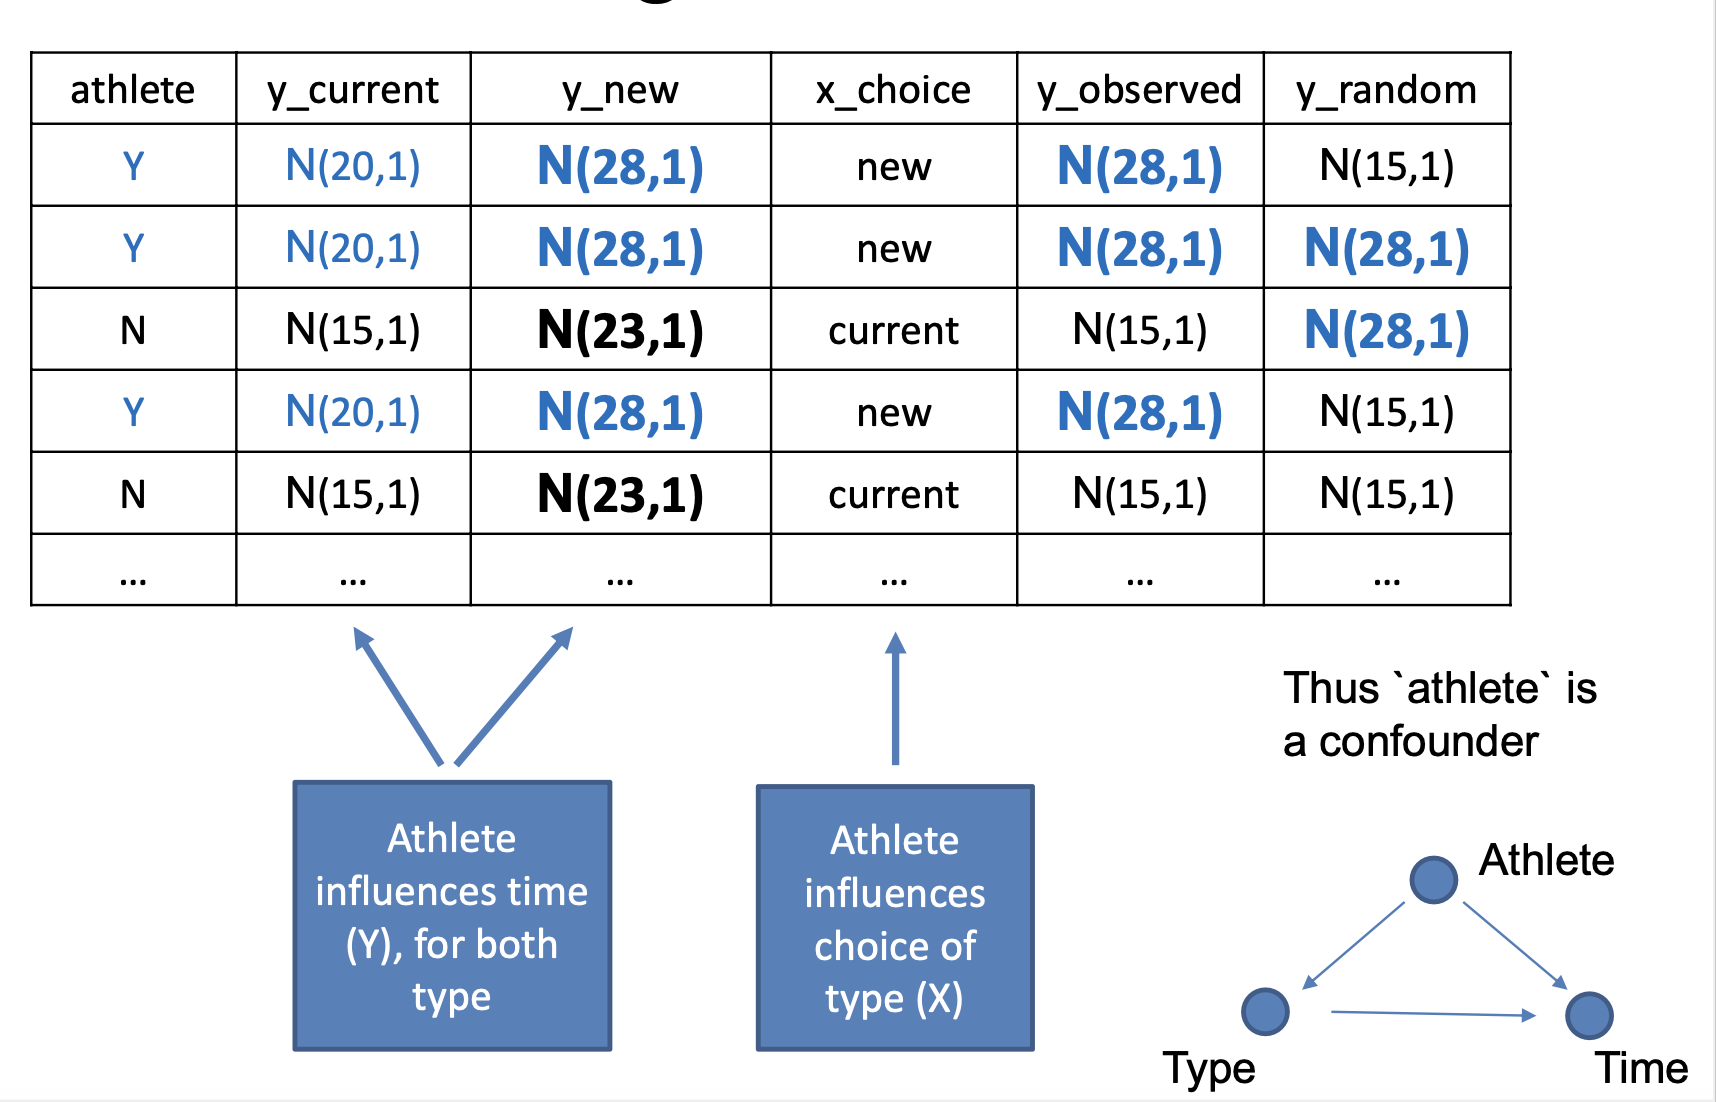 athlete y_current y_new x_choice y_observed y_random
Y N(20,1) N(28,1) new N(28,1) N(15,1)
Y N(20,1) N(28,1) new N(28,1) N(28,1)
N N(15,1) N(23,1) current N(15,1) N(28,1)
Y N(20,1) N(28,1) new N(28,1) N(15,1)
N N(15,1) N(23,1) current N(15,1) N(15,1)
... ... ... ... ... ...
Athlete
influences time
(Y), for both
type
Athlete
influences
choice of
type (X)
Thus `athlete` is
a confounder
Athlete
Type
Time